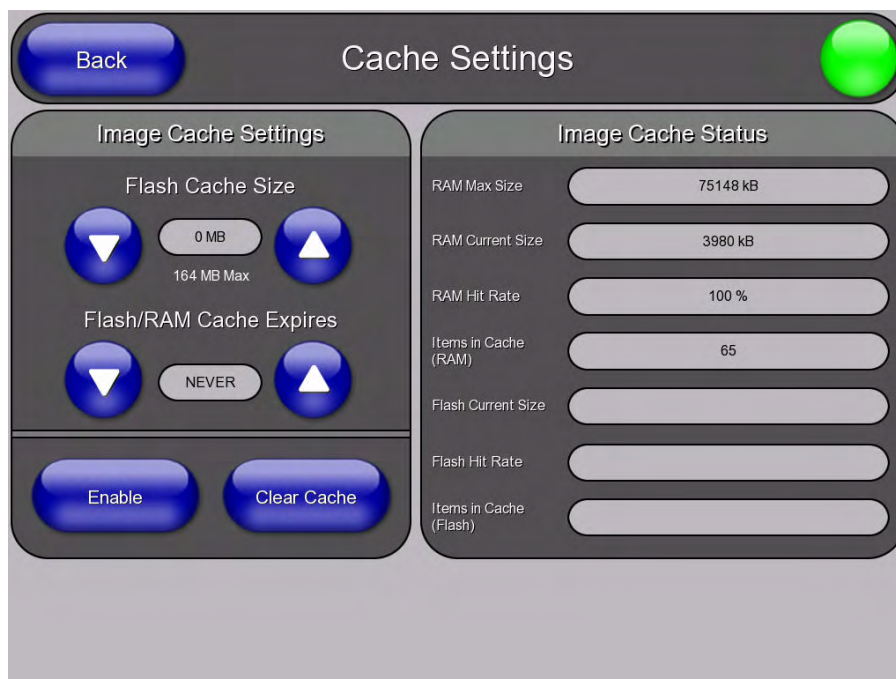 Back
Cache Settings
Image Cache Settings
Flash Cache Size
0 MB
164 MB Max
Flash/RAM Cache Expires
NEVER
Enable
Clear Cache
Image Cache Status
RAM Max Size
75148 kB
RAM Current Size
3980 kB
RAM Hit Rate
100 %
Items in Cache
(RAM)
65
Flash Current Size
Flash Hit Rate
Items in Cache
(Flash)